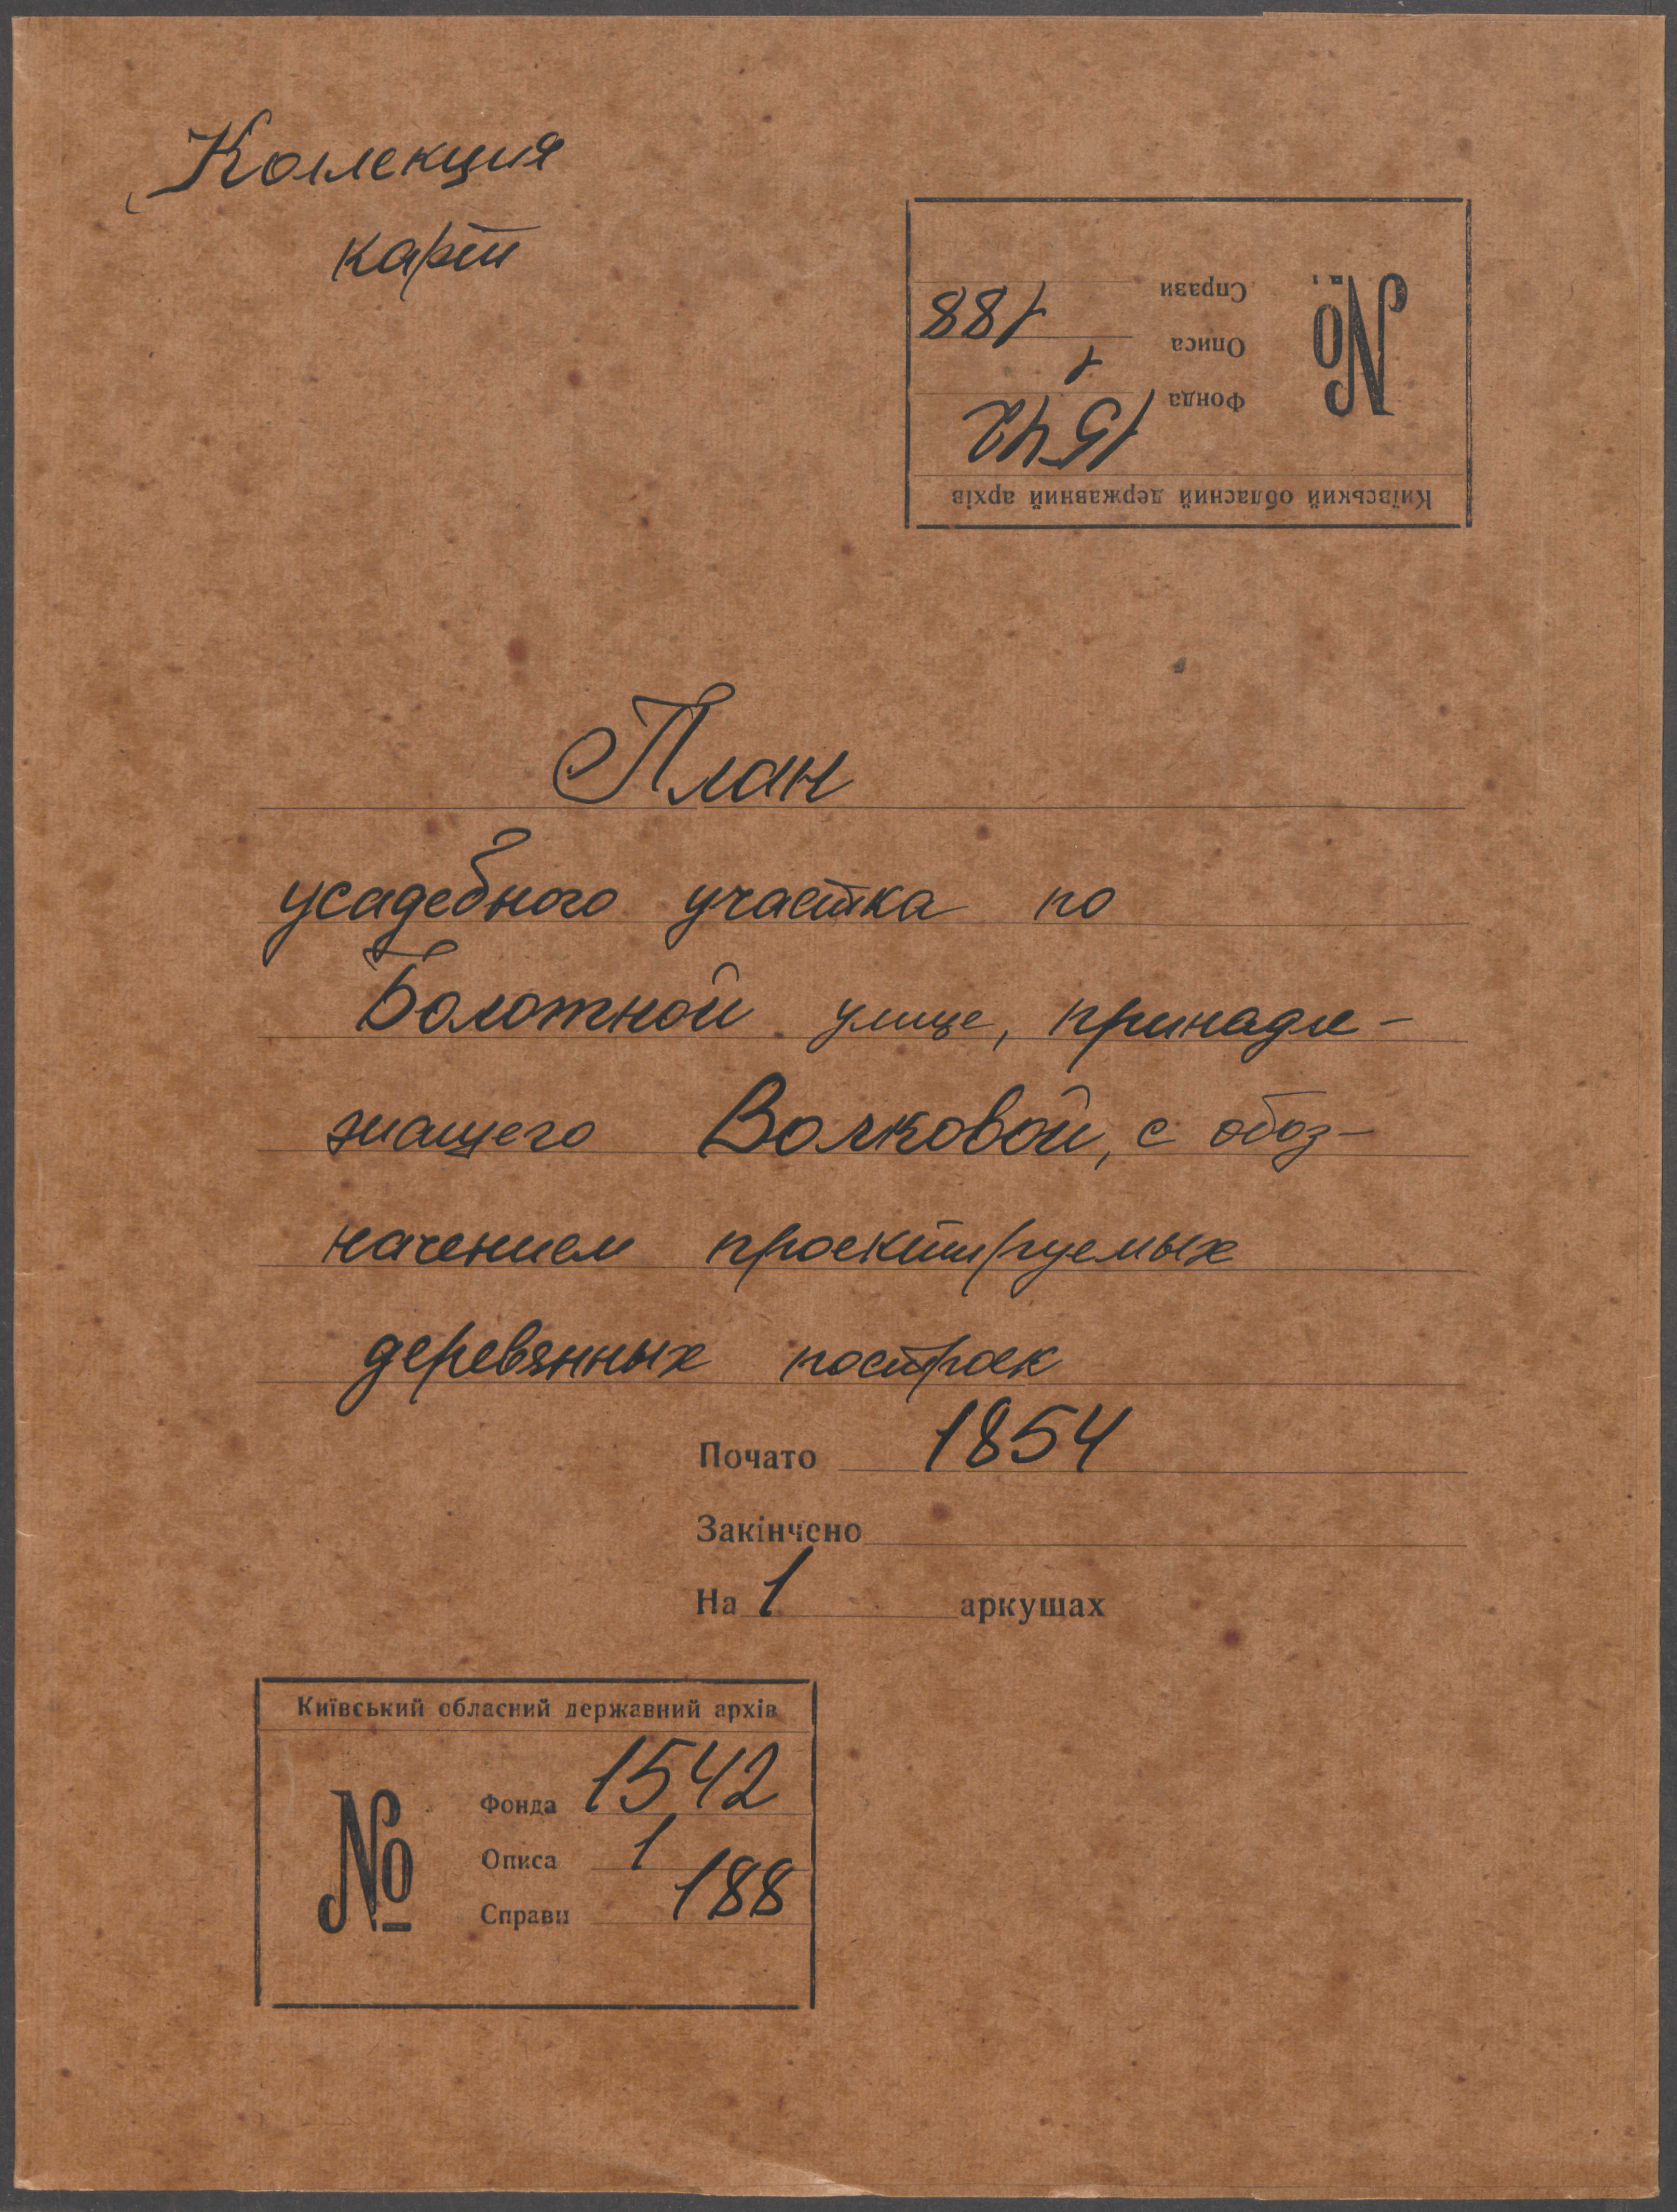 Коллекция
карт
Київський обласний державний архів
№
Фонда 1542
Описа 1
Справи 188
План
усадебного участка по
Болотной улице, принадле-
жащего Волковой, с обоз-
начением проектируемых
деревянных построек
Почато 1854
Закінчено
На 1 аркушах
Київський обласний державний архів
№
Фонда 1542
Описа 1
Справи 188